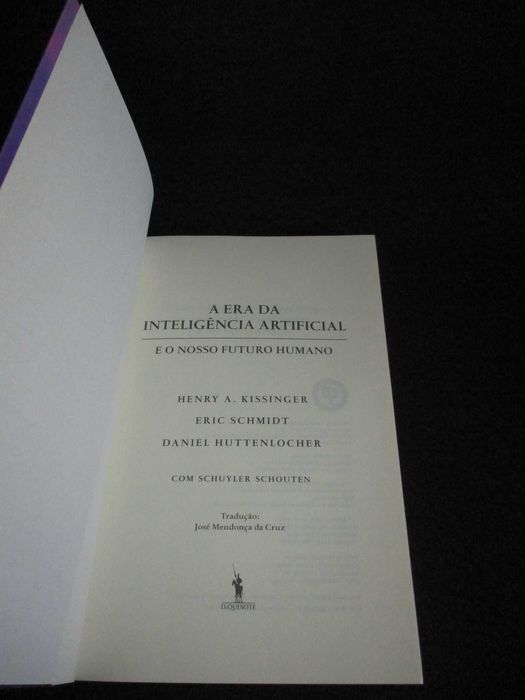 A ERA DA
INTELIGÊNCIA ARTIFICIAL
E O NOSSO FUTURO HUMANO
HENRY A. KISSINGER
ERIC SCHMIDT
DANIEL HUTTENLOCHER
COM SCHUYLER SCHOUTEN
Tradução:
José Mendonça da Cruz
D.QUIXOTE